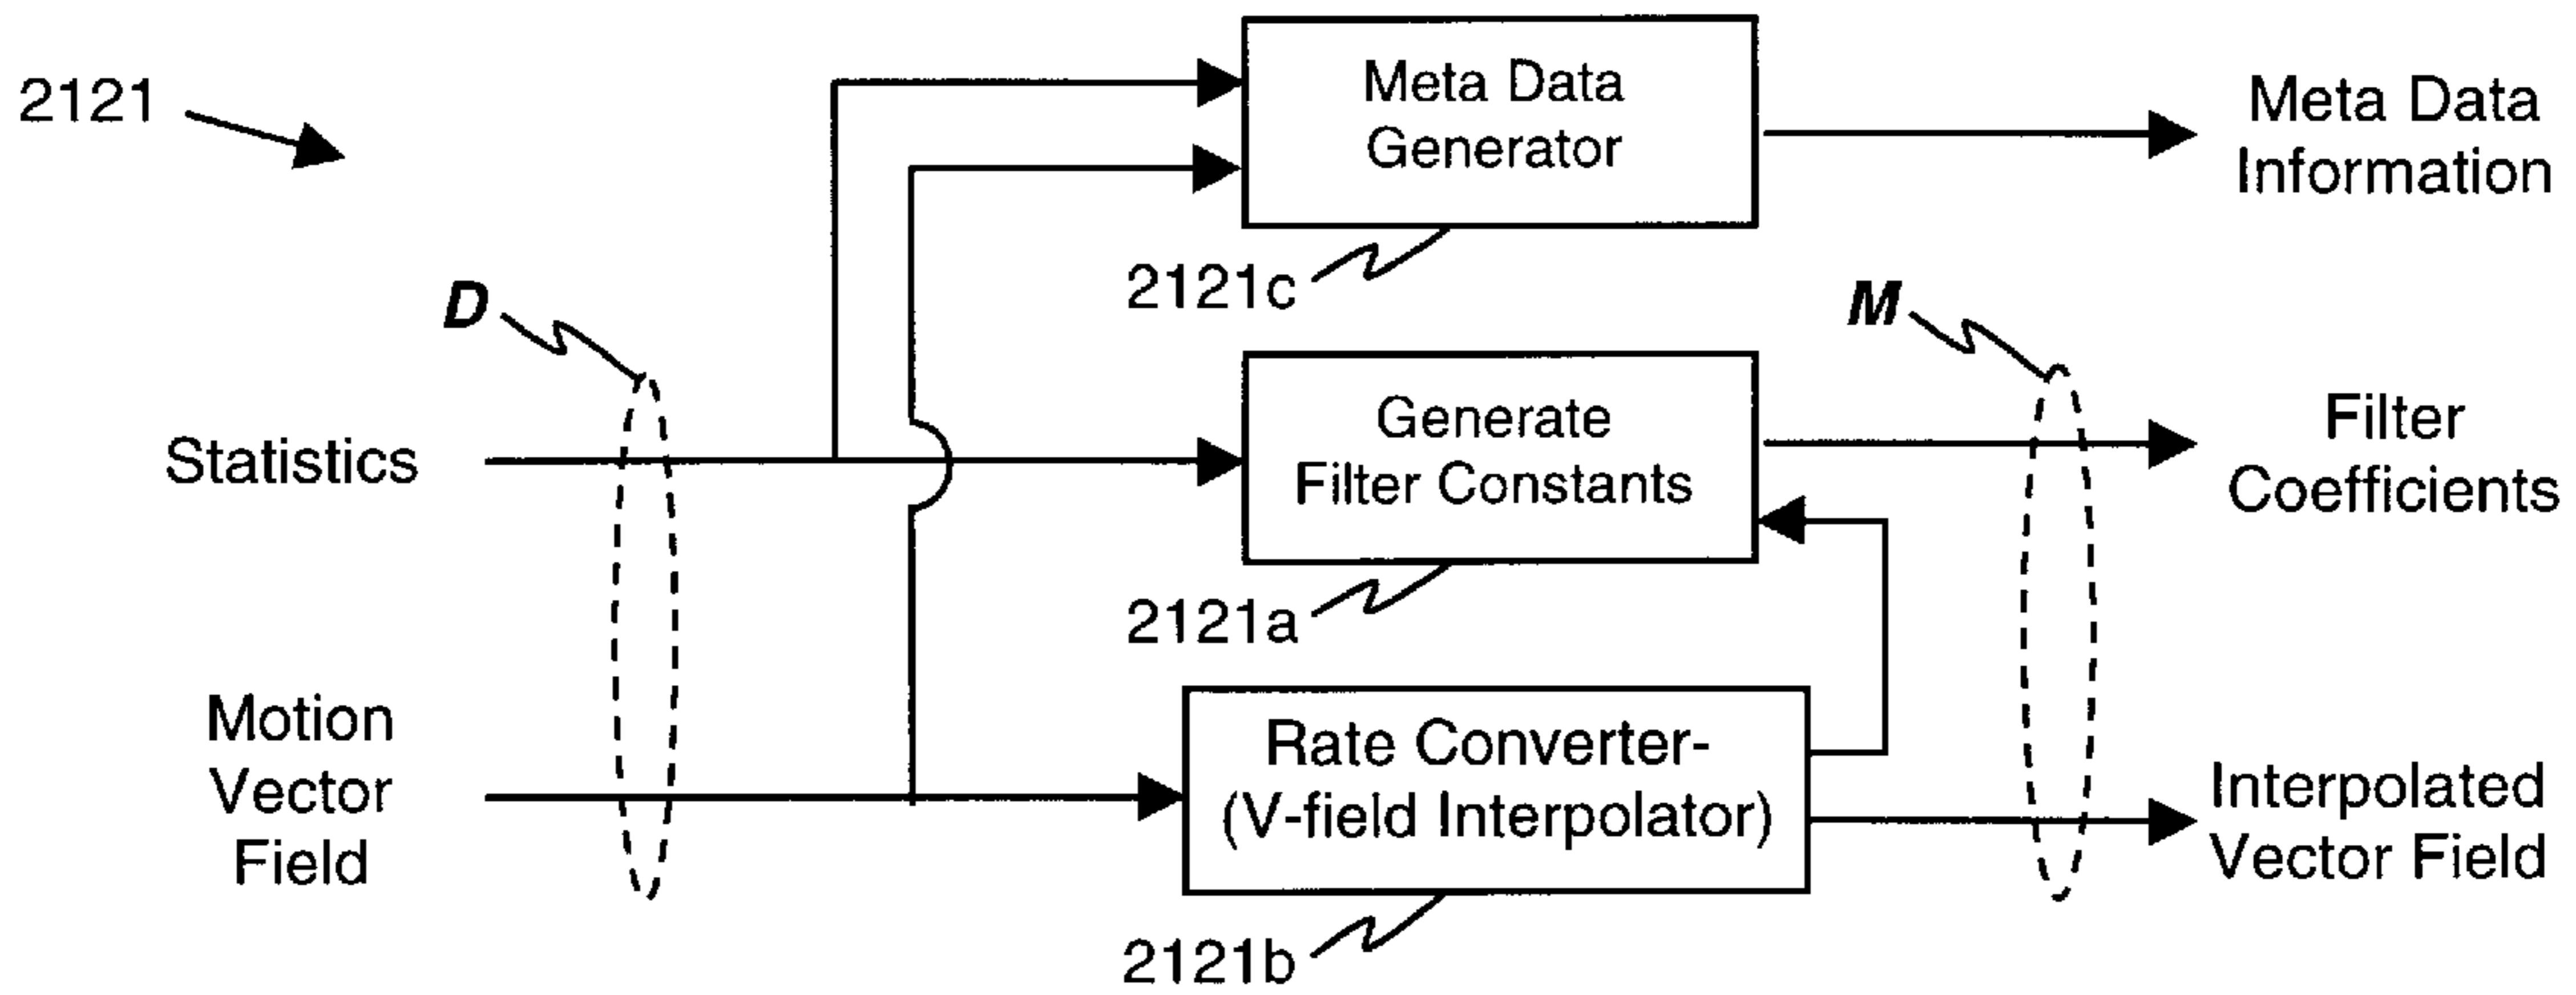 2121
Meta Data
Generator
Meta Data
Information
2121c
D
M
Statistics
Generate
Filter Constants
Filter
Coefficients
2121a
Motion
Vector
Field
Rate Converter-
(V-field Interpolator)
Interpolated
Vector Field
2121b